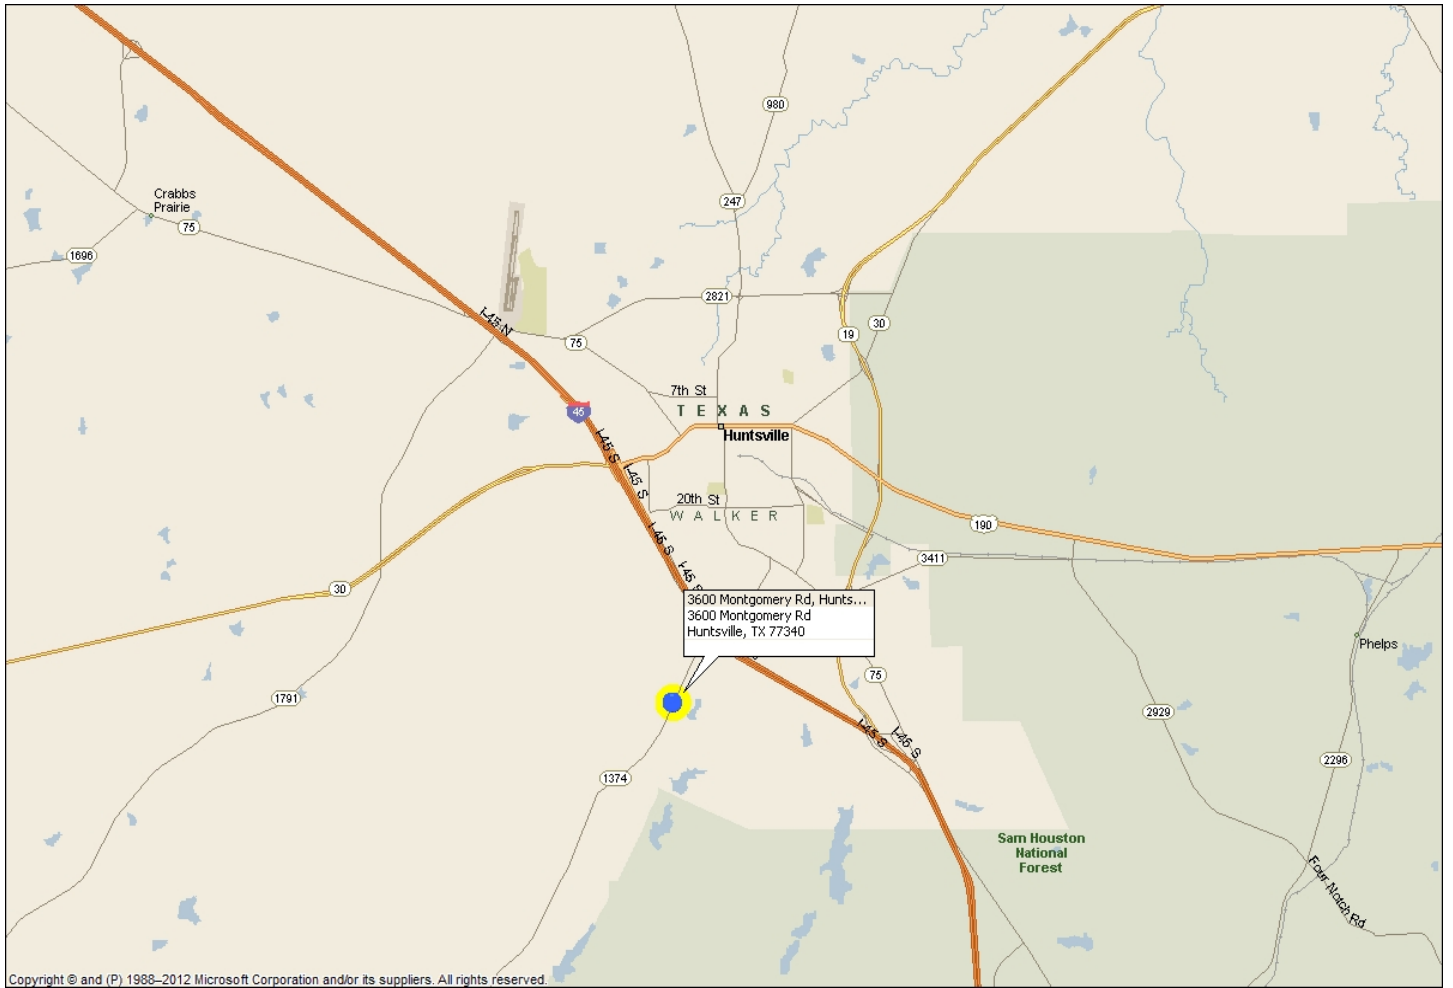 980
Crabbs
Prairie
247
75
1696
2821
I-45 N
30
19
75
7th St
TEXAS
45
Huntsville
I-45 S
I-45 S
20th St
WALKER
190
I-45 S
3411
I-45 S
30
3600 Montgomery Rd, Hunts...
3600 Montgomery Rd
Huntsville, TX 77340
Phelps
75
1791
2929
I-45 S
I-45 S
2296
1374
Sam Houston
National
Forest
Four Notch Rd
Copyright © and (P) 1988–2012 Microsoft Corporation and/or its suppliers. All rights reserved.